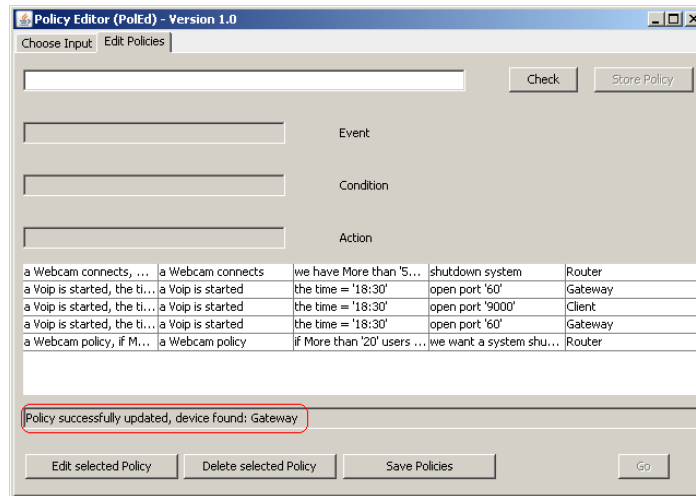 Policy Editor (PolEd) - Version 1.0
Choose Input Edit Policies
Check Store Policy
Event
Condition
Action
a Webcam connects, ... a Webcam connects we have More than '5... shutdown system Router
a Voip is started, the ti... a Voip is started the time = '18:30' open port '60' Gateway
a Voip is started, the ti... a Voip is started the time = '18:30' open port '9000' Client
a Voip is started, the ti... a Voip is started the time = '18:30' open port '60' Gateway
a Webcam policy, if M... a Webcam policy if More than '20' users ... we want a system shu... Router
Policy successfully updated, device found: Gateway
Edit selected Policy Delete selected Policy Save Policies Go